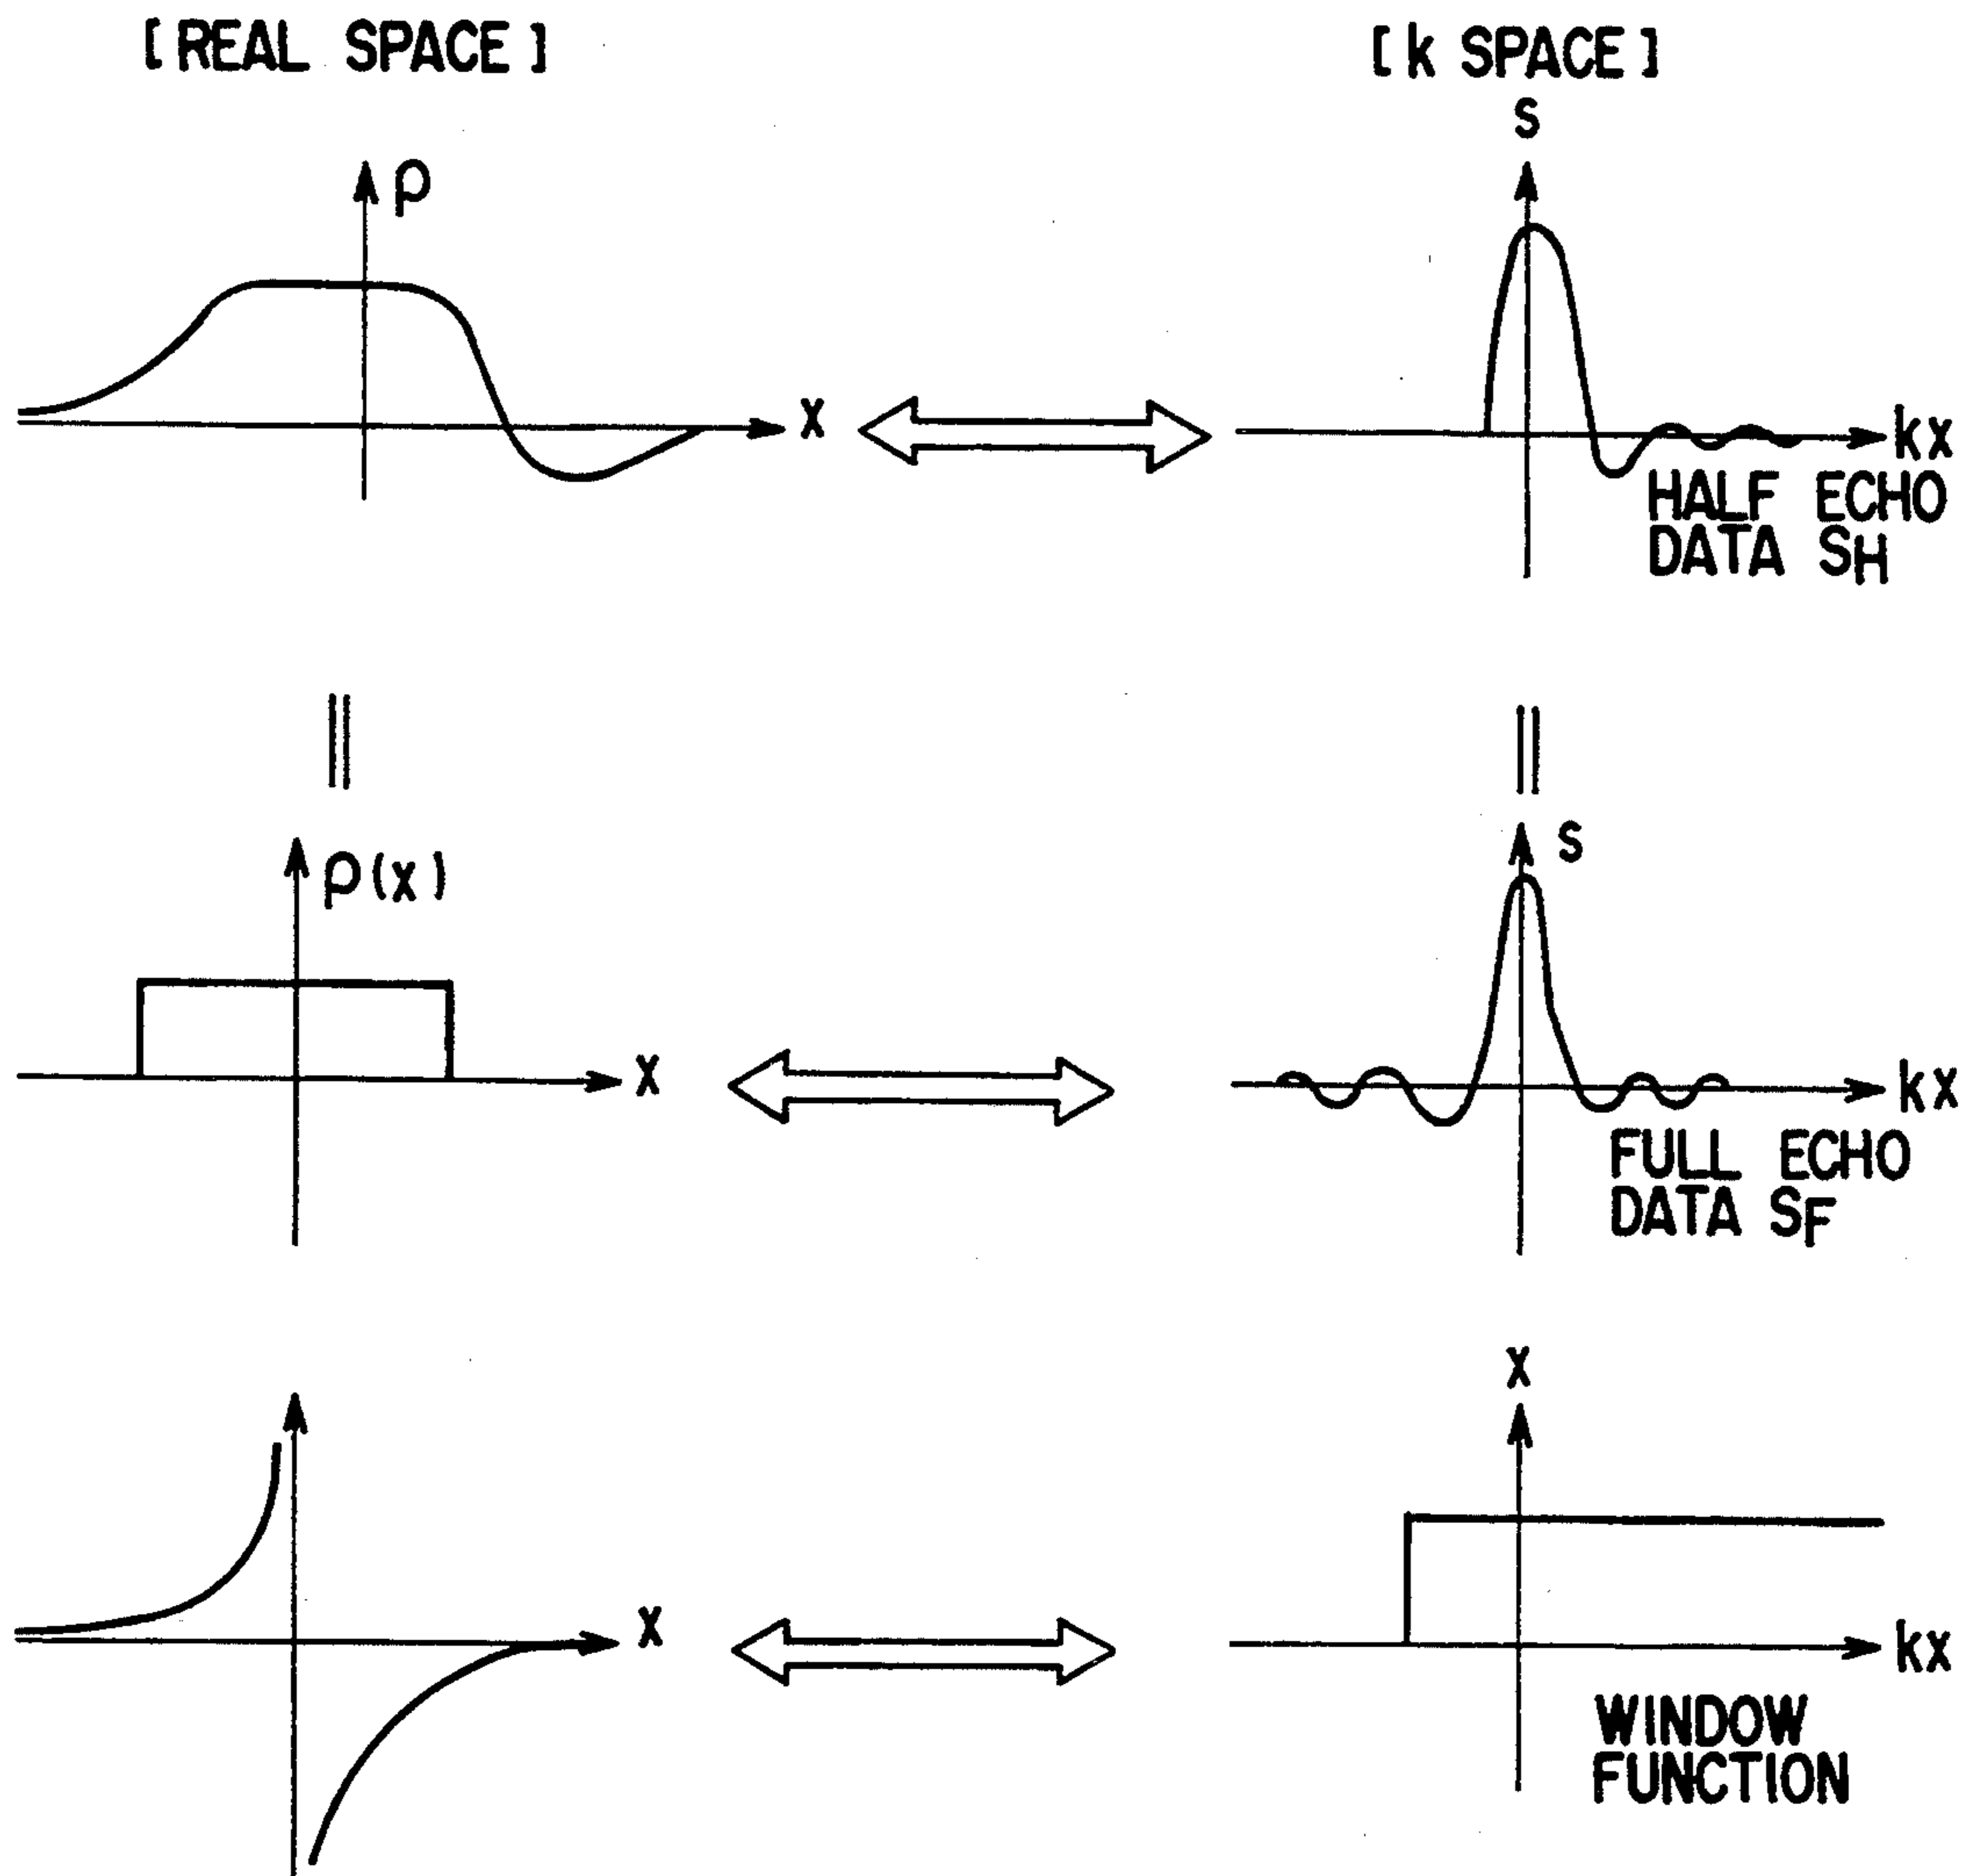 [REAL SPACE]
[k SPACE]
ρ
S
X
kx
HALF ECHO
DATA SH
||
||
ρ(x)
S
X
kx
FULL ECHO
DATA SF
X
X
kx
WINDOW
FUNCTION